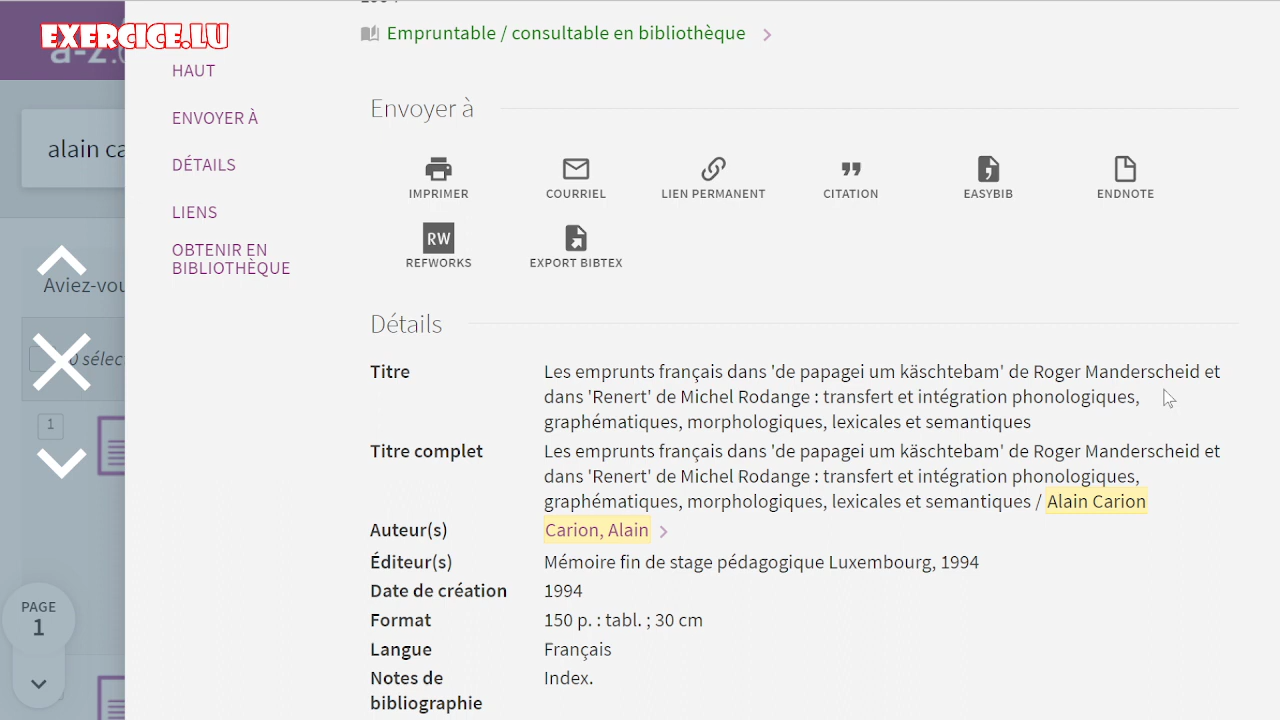 1994
EXERCICE.LU
a-z.
Empruntable / consultable en bibliothèque
HAUT
ENVOYER À
DÉTAILS
LIENS
OBTENIR EN
BIBLIOTHÈQUE
alain ca
Aviez-vou
0 sélec
1
PAGE
1
Envoyer à
IMPRIMER
COURRIEL
LIEN PERMANENT
CITATION
EASYBIB
ENDNOTE
RW
REFWORKS
EXPORT BIBTEX
Détails
Titre
Les emprunts français dans 'de papagei um käschtebam' de Roger Manderscheid et
dans 'Renert' de Michel Rodange : transfert et intégration phonologiques,
graphématiques, morphologiques, lexicales et semantiques
Titre complet
Les emprunts français dans 'de papagei um käschtebam' de Roger Manderscheid et
dans 'Renert' de Michel Rodange : transfert et intégration phonologiques,
graphématiques, morphologiques, lexicales et semantiques / Alain Carion
Auteur(s)
Carion, Alain
Éditeur(s)
Mémoire fin de stage pédagogique Luxembourg, 1994
Date de création
1994
Format
150 p. : tabl. ; 30 cm
Langue
Français
Notes de
bibliographie
Index.